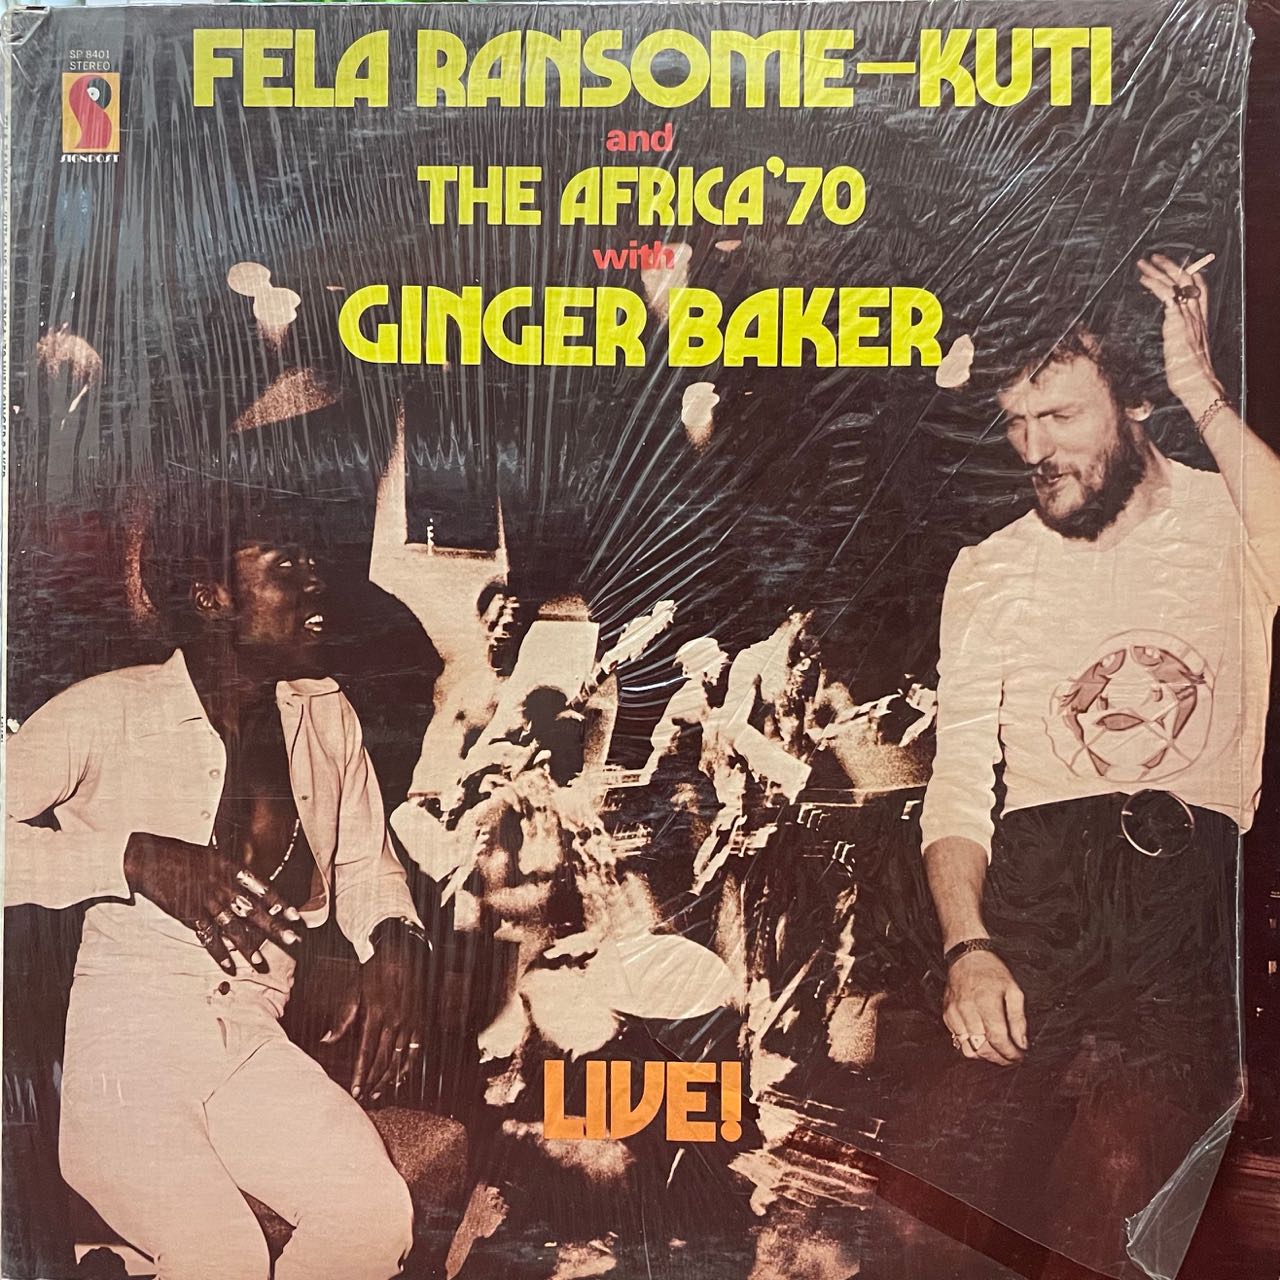 SP 8401
STEREO
SIGNPOST
FELA RANSOME-KUTI
and
THE AFRICA '70
with
GINGER BAKER
LIVE!